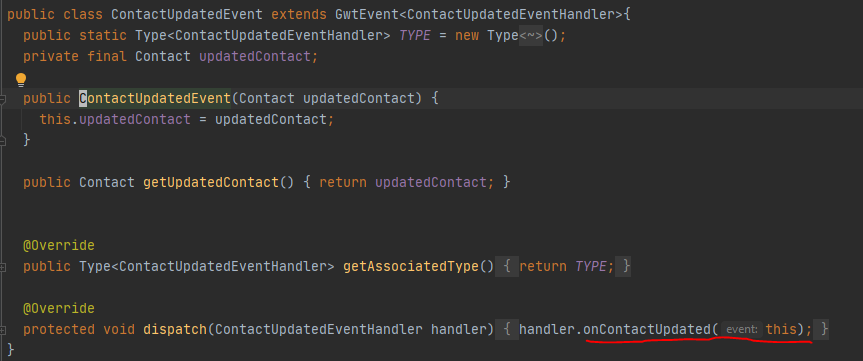 public class ContactUpdatedEvent extends GwtEvent<ContactUpdatedEventHandler>{
public static Type<ContactUpdatedEventHandler> TYPE = new Type<~>();
private final Contact updatedContact;
public ContactUpdatedEvent(Contact updatedContact) {
this.updatedContact = updatedContact;
}
public Contact getUpdatedContact() { return updatedContact; }
@Override
public Type<ContactUpdatedEventHandler> getAssociatedType() { return TYPE; }
@Override
protected void dispatch(ContactUpdatedEventHandler handler) { handler.onContactUpdated( event: this); }
}